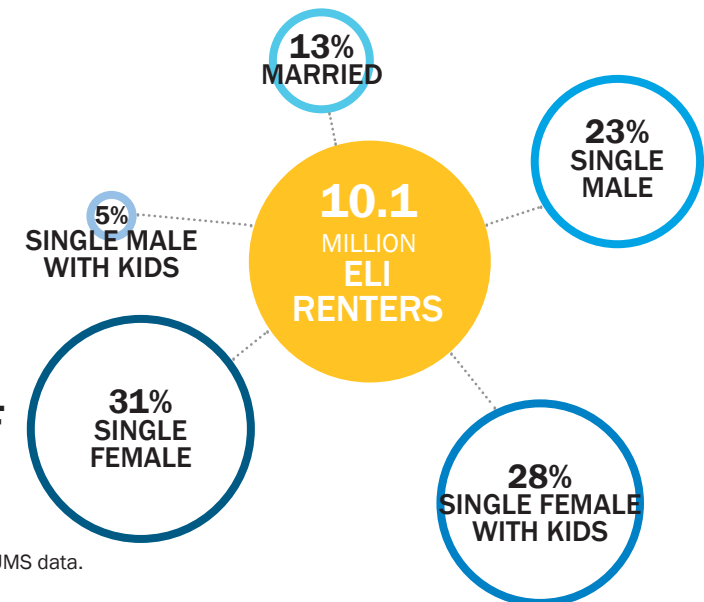 13%
MARRIED
23%
SINGLE
MALE
10.1
MILLION
ELI
RENTERS
5%
SINGLE MALE
WITH KIDS
31%
SINGLE
FEMALE
28%
SINGLE FEMALE
WITH KIDS
data.